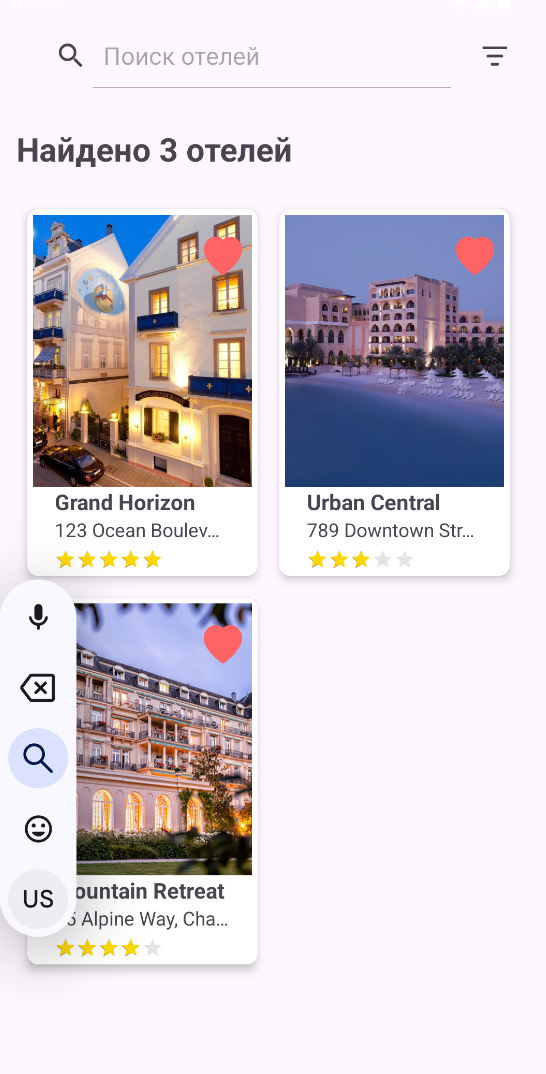 Поиск отелей
Найдено 3 отелей
Grand Horizon
123 Ocean Boulev...
Urban Central
789 Downtown Str...
US
ountain Retreat
Alpine Way, Cha...